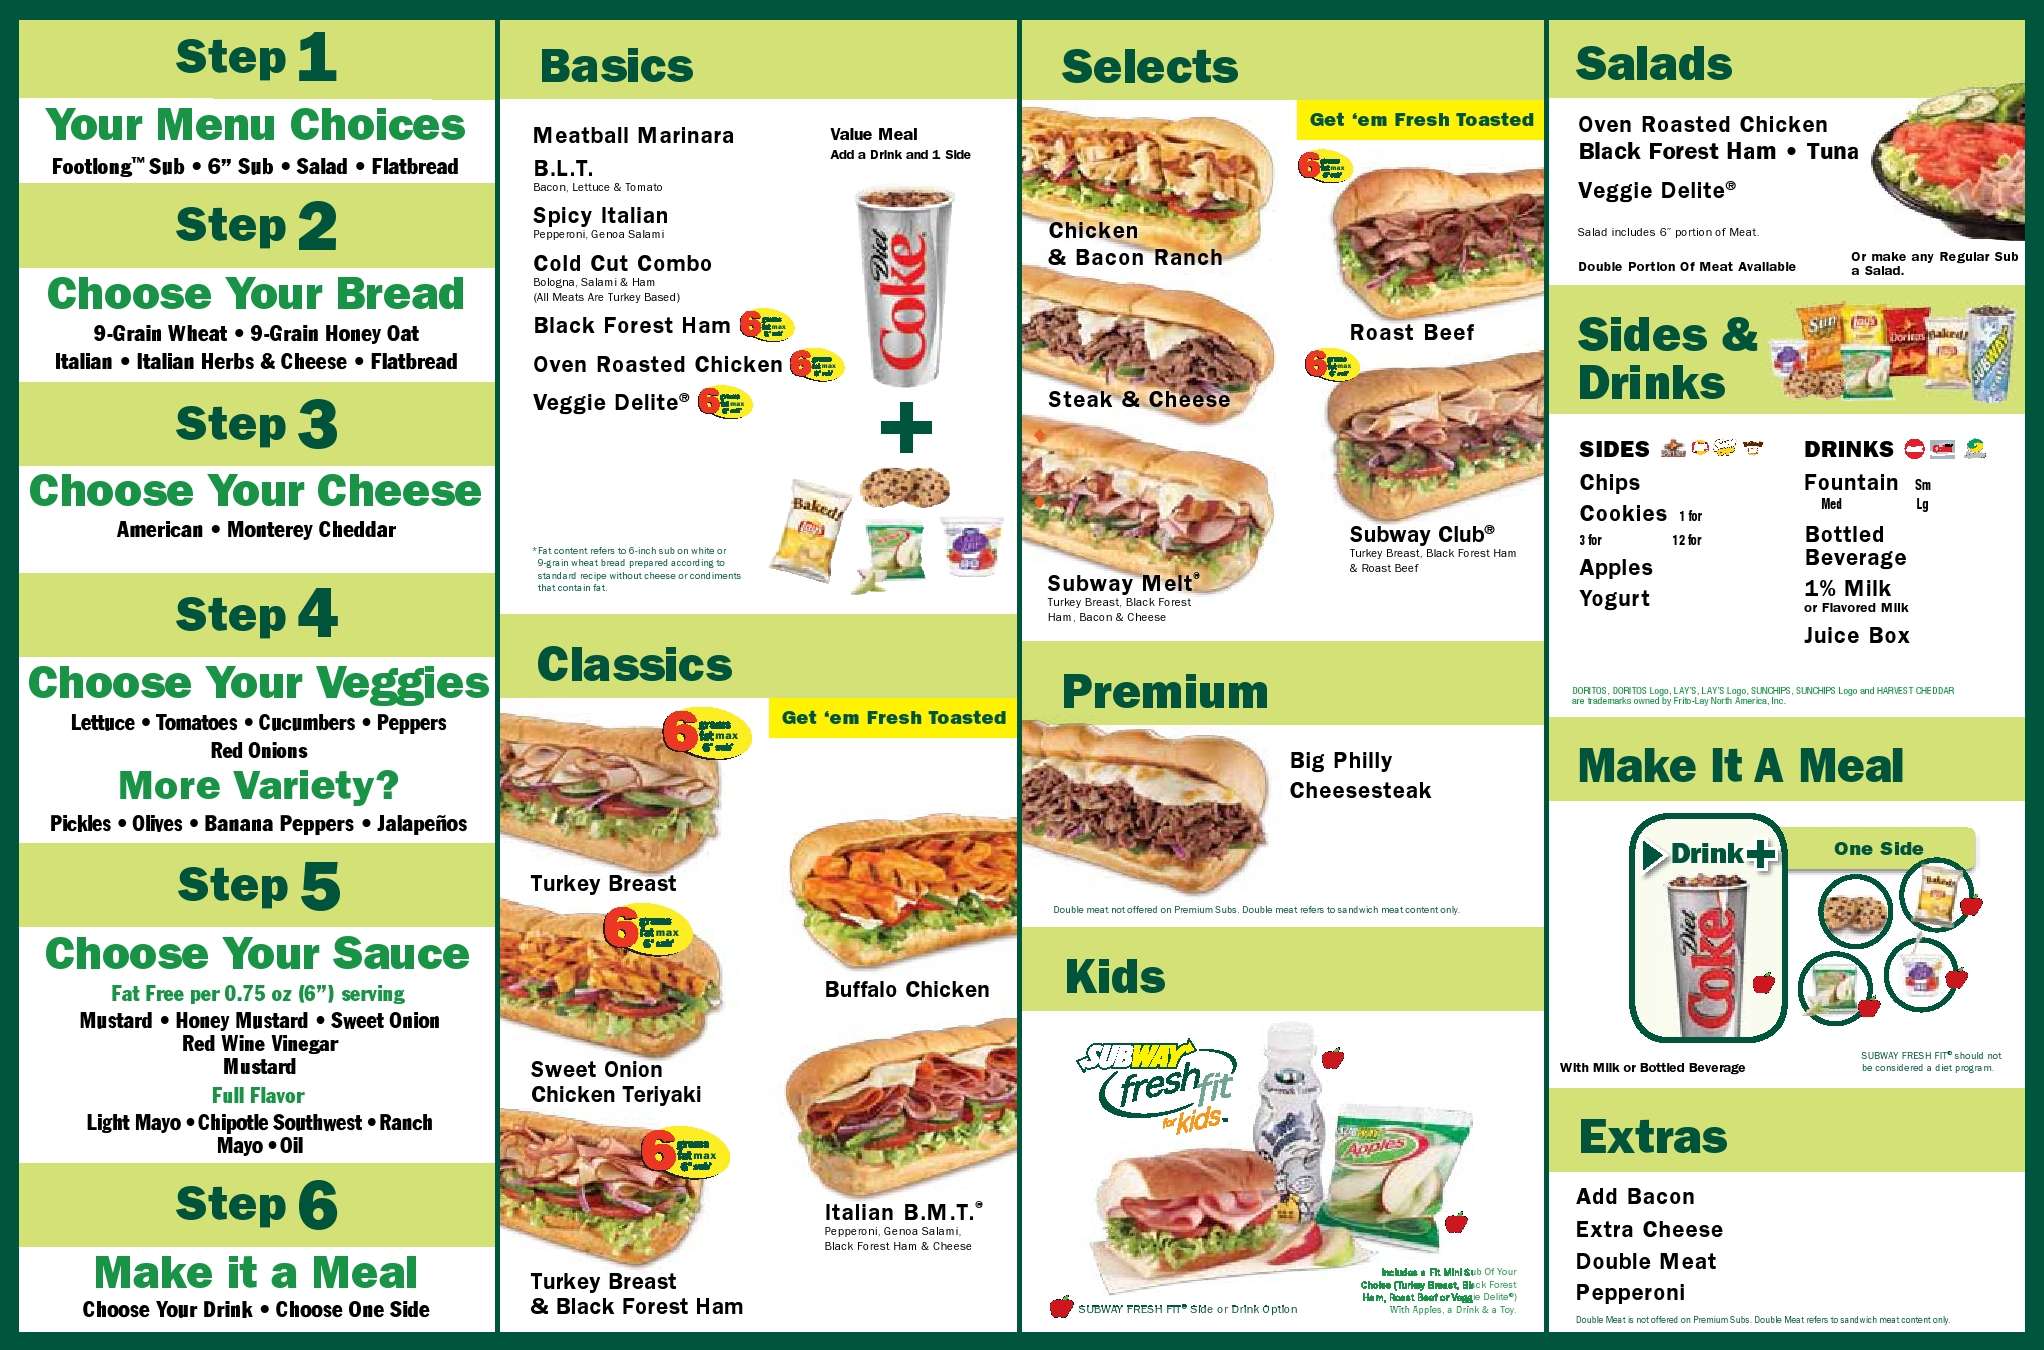 Step 1
Your Menu Choices
Footlong™ Sub • 6” Sub • Salad • Flatbread
Step 2
Choose Your Bread
9-Grain Wheat • 9-Grain Honey Oat
Italian • Italian Herbs & Cheese • Flatbread
Step 3
Choose Your Cheese
American • Monterey Cheddar
Step 4
Choose Your Veggies
Lettuce • Tomatoes • Cucumbers • Peppers
Red Onions
More Variety?
Pickles • Olives • Banana Peppers • Jalapeños
Step 5
Choose Your Sauce
Fat Free per 0.75 oz (6”) serving
Mustard • Honey Mustard • Sweet Onion
Red Wine Vinegar
Mustard
Full Flavor
Light Mayo • Chipotle Southwest • Ranch
Mayo • Oil
Step 6
Make it a Meal
Choose Your Drink • Choose One Side
Basics
Meatball Marinara
B.L.T.
Bacon, Lettuce & Tomato
Spicy Italian
Pepperoni, Genoa Salami
Cold Cut Combo
Bologna, Salami & Ham
(All Meats Are Turkey Based)
Black Forest Ham
6 grams fat max 6" sub*
Oven Roasted Chicken
6 grams fat max 6" sub*
Veggie Delite®
6 grams fat max 6" sub*
Value Meal
Add a Drink and 1 Side
Diet Coke
+
Baked!
Lay's
*Fat content refers to 6-inch sub on white or
9-grain wheat bread prepared according to
standard recipe without cheese or condiments
that contain fat.
Classics
Get ‘em Fresh Toasted
6 grams fat max 6" sub*
Turkey Breast
6 grams fat max 6" sub*
Sweet Onion
Chicken Teriyaki
6 grams fat max 6" sub*
Turkey Breast
& Black Forest Ham
Buffalo Chicken
Italian B.M.T.®
Pepperoni, Genoa Salami,
Black Forest Ham & Cheese
Selects
Get ‘em Fresh Toasted
Chicken
& Bacon Ranch
Steak & Cheese
Subway Melt®
Turkey Breast, Black Forest
Ham, Bacon & Cheese
6 grams fat max 6" sub*
Roast Beef
6 grams fat max 6" sub*
Subway Club®
Turkey Breast, Black Forest Ham
& Roast Beef
Premium
Big Philly
Cheesesteak
Double meat not offered on Premium Subs. Double meat refers to sandwich meat content only.
Kids
SUBWAY
fresh fit
for kids™
SUBWAY
Apples
Includes a Fit Mini Sub Of Your
Choice (Turkey Breast, Black Forest
Ham, Roast Beef or Veggie Delite®)
With Apples, a Drink & a Toy.
SUBWAY FRESH FIT® Side or Drink Option
Salads
Oven Roasted Chicken
Black Forest Ham • Tuna
Veggie Delite®
Salad includes 6" portion of Meat.
Double Portion Of Meat Available
Or make any Regular Sub
a Salad.
Sides &
Drinks
Sun
Lay's
Doritos
Baked!
SUBWAY
SIDES
Chips
Cookies 1 for
3 for 12 for
Apples
Yogurt
DRINKS
Fountain Sm
Med Lg
Bottled
Beverage
1% Milk
or Flavored Milk
Juice Box
DORITOS, DORITOS Logo, LAY'S, LAY'S Logo, SUNCHIPS, SUNCHIPS Logo and HARVEST CHEDDAR
are trademarks owned by Frito-Lay North America, Inc.
Make It A Meal
Drink +
One Side
Diet Coke
Baked!
With Milk or Bottled Beverage
SUBWAY FRESH FIT® should not
be considered a diet program.
Extras
Add Bacon
Extra Cheese
Double Meat
Pepperoni
Double Meat is not offered on Premium Subs. Double Meat refers to sandwich meat content only.